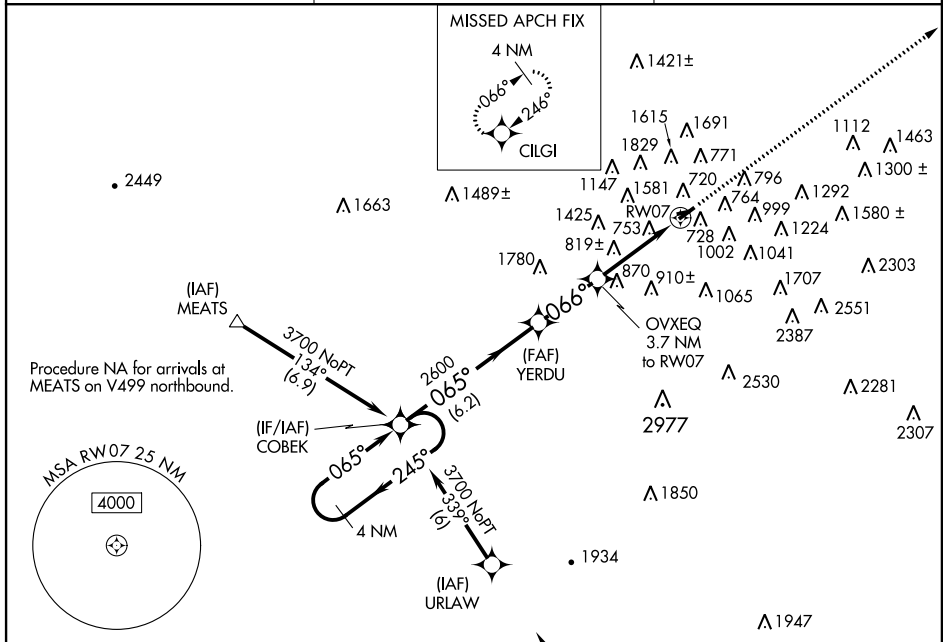 MISSED APCH FIX
4 NM
066°
246°
CILGI
1421±
1691
1615
1829
771
1112
1463
1300 ±
2449
1663
1489±
1147
1581
720
796
764
1292
1425
RW07
753
728
999
1580 ±
819±
1002
1224
1041
1780
870
910±
1065
1707
2303
2551
2387
(IAF)
MEATS
3700 NoPT
134°
(6.9)
Procedure NA for arrivals at
MEATS on V499 northbound.
066°
OVXEQ
3.7 NM
to RW07
(FAF)
YERDU
2600
065°
(6.2)
2530
2281
2977
2307
(IF/IAF)
COBEK
065°
245°
4 NM
3700 NoPT
339°
(6)
MSA RW07 25 NM
4000
1850
1934
(IAF)
URLAW
1947